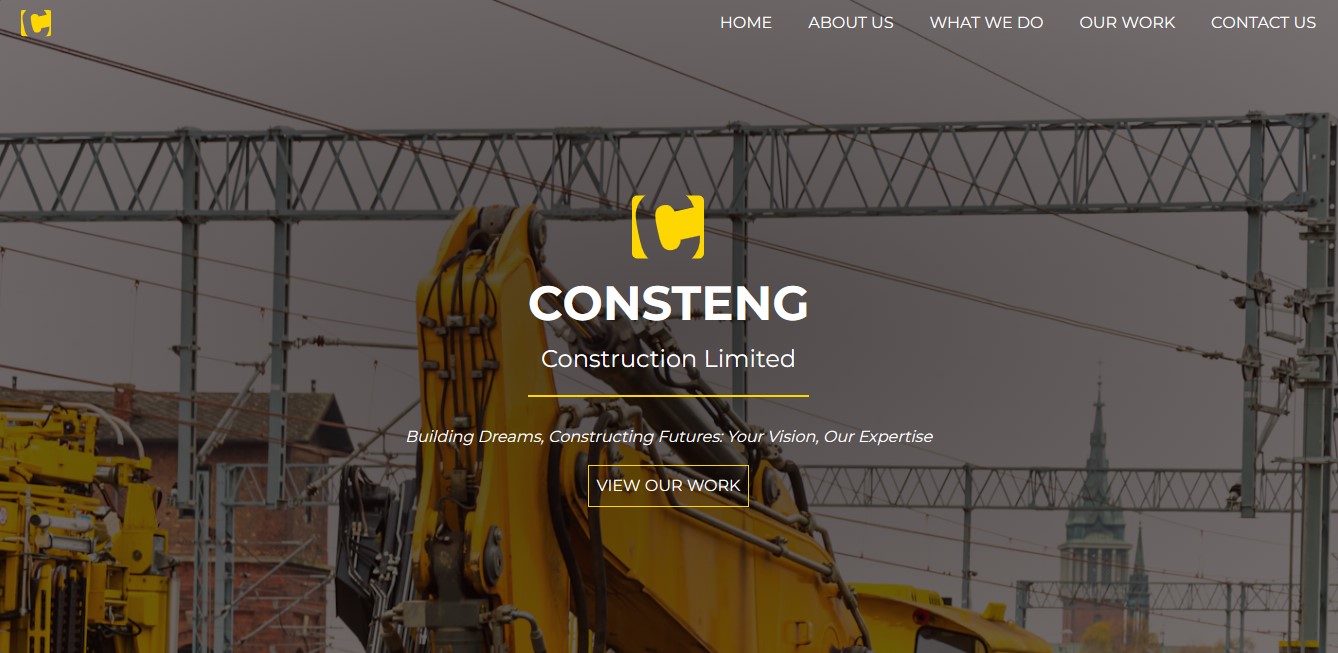 HOME ABOUT US WHAT WE DO OUR WORK CONTACT US
CONSTENG
Construction Limited
Building Dreams, Constructing Futures: Your Vision, Our Expertise
VIEW OUR WORK